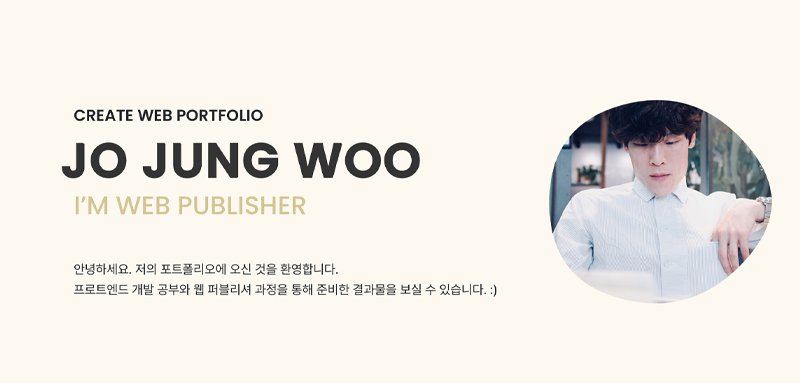 CREATE WEB PORTFOLIO
JO JUNG WOO
I'M WEB PUBLISHER
안녕하세요. 저의 포트폴리오에 오신 것을 환영합니다.
프로트엔드 개발 공부와 웹 퍼블리셔 과정을 통해 준비한 결과물을 보실 수 있습니다. :)